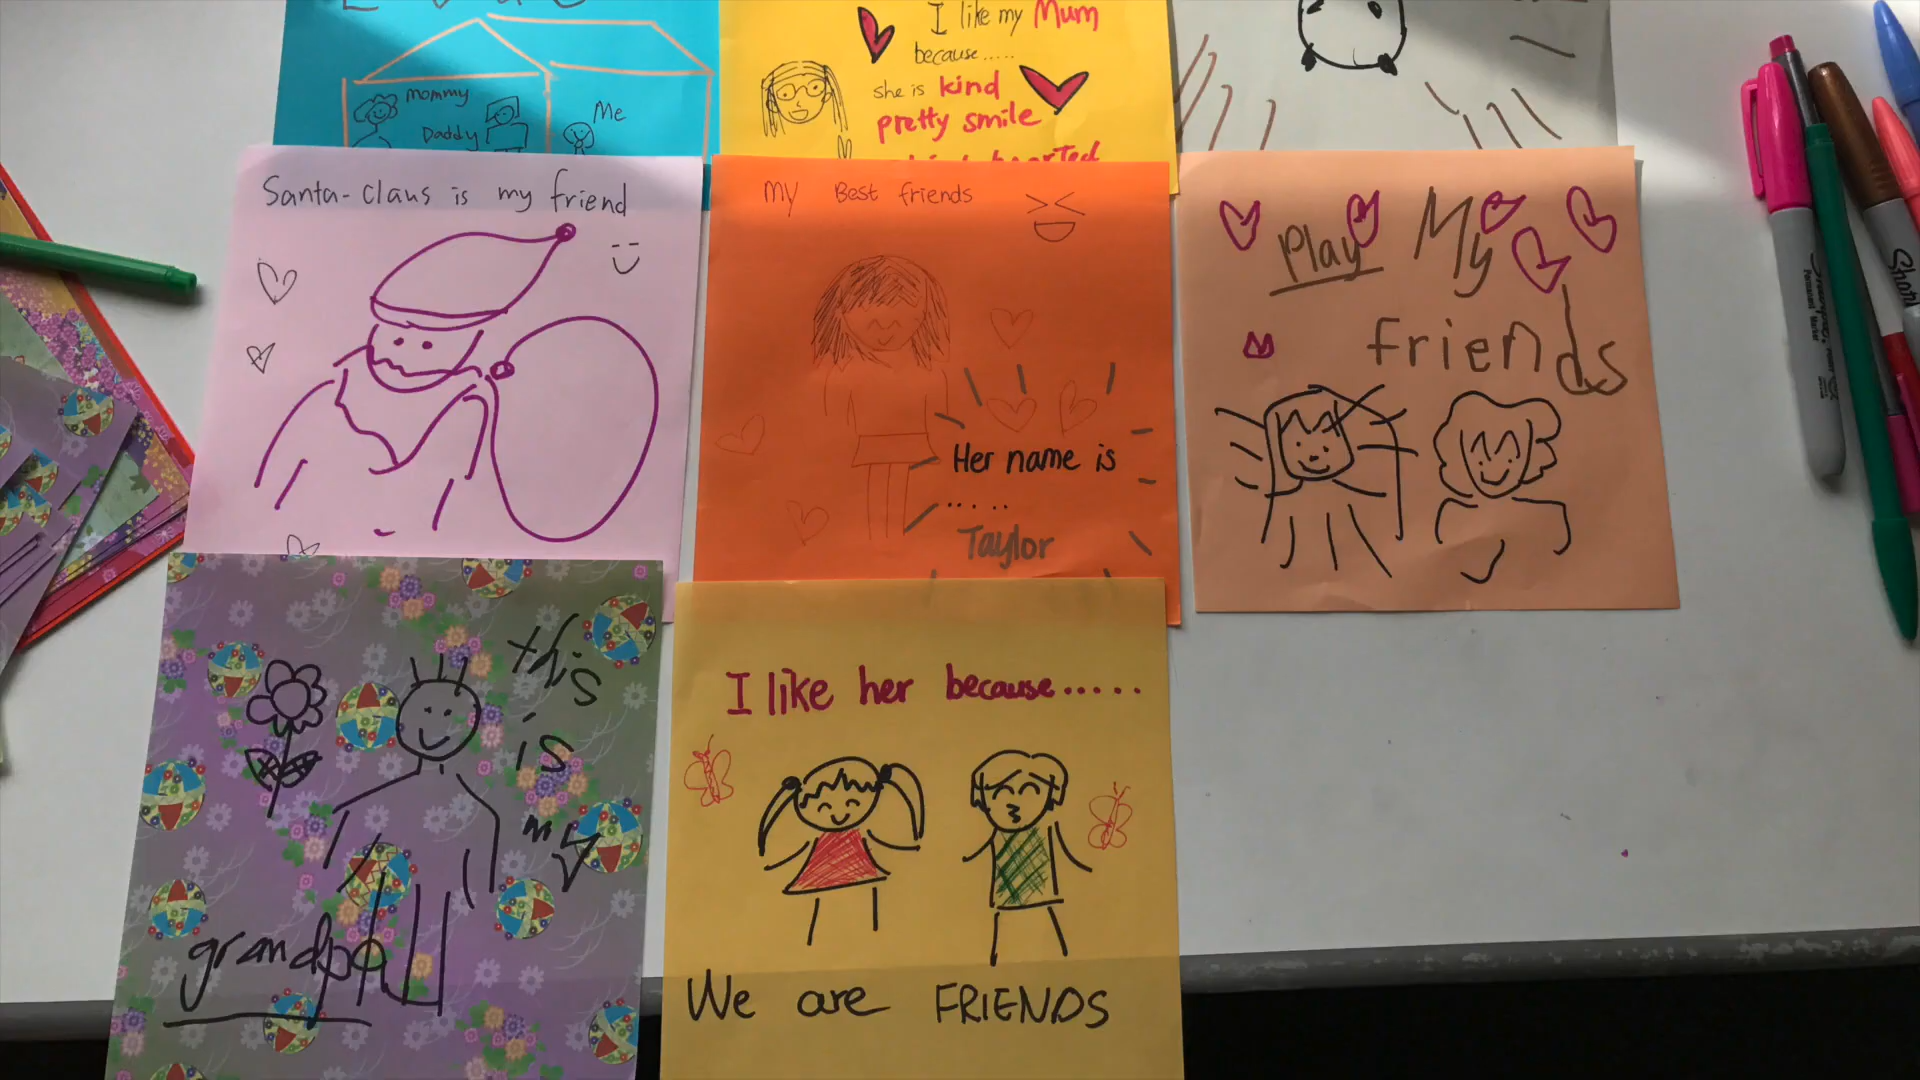 mommy
Daddy
Me
I like my Mum
because.....
she is kind
pretty smile
Santa-Claus is my friend
My Best friends
Her name is
.....
Taylor
Play My
friends
this
is
my
grandpa
I like her because.....
We are FRIENDS